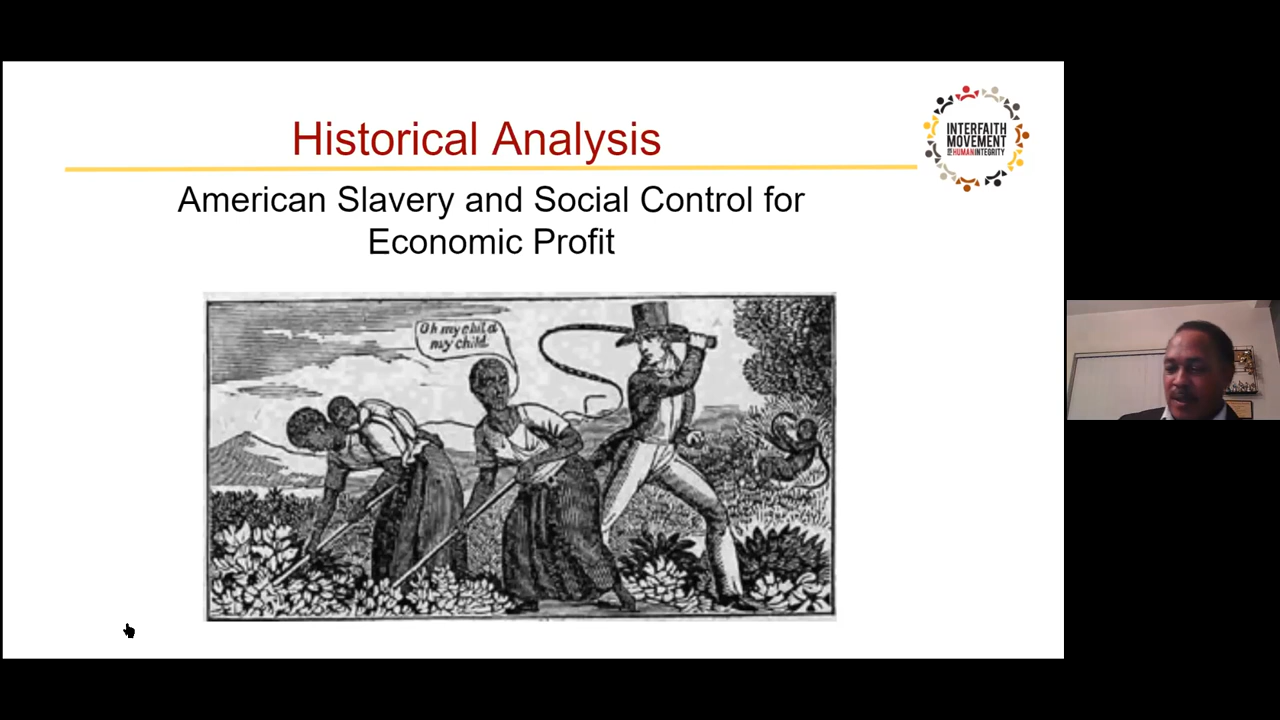 Historical Analysis
INTERFAITH
MOVEMENT
FOR HUMAN INTEGRITY
American Slavery and Social Control for
Economic Profit
Oh my child
my child